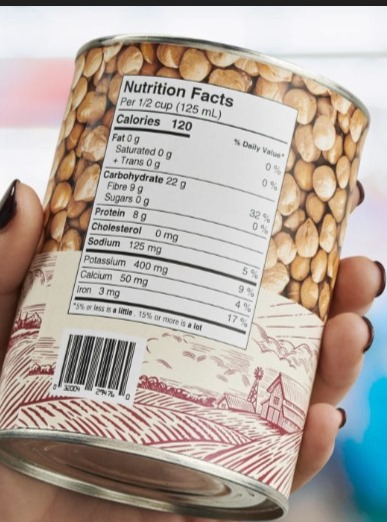 Nutrition Facts
Per 1/2 cup (125 mL)
Calories 120
% Daily Value*
Fat 0 g 0 %
Saturated 0 g
+ Trans 0 g 0 %
Carbohydrate 22 g
Fibre 9 g 32 %
Sugars 0 g 0 %
Protein 8 g
Cholesterol 0 mg
Sodium 125 mg 5 %
Potassium 400 mg 9 %
Calcium 50 mg 4 %
Iron 3 mg 17 %
*5% or less is a little, 15% or more is a lot